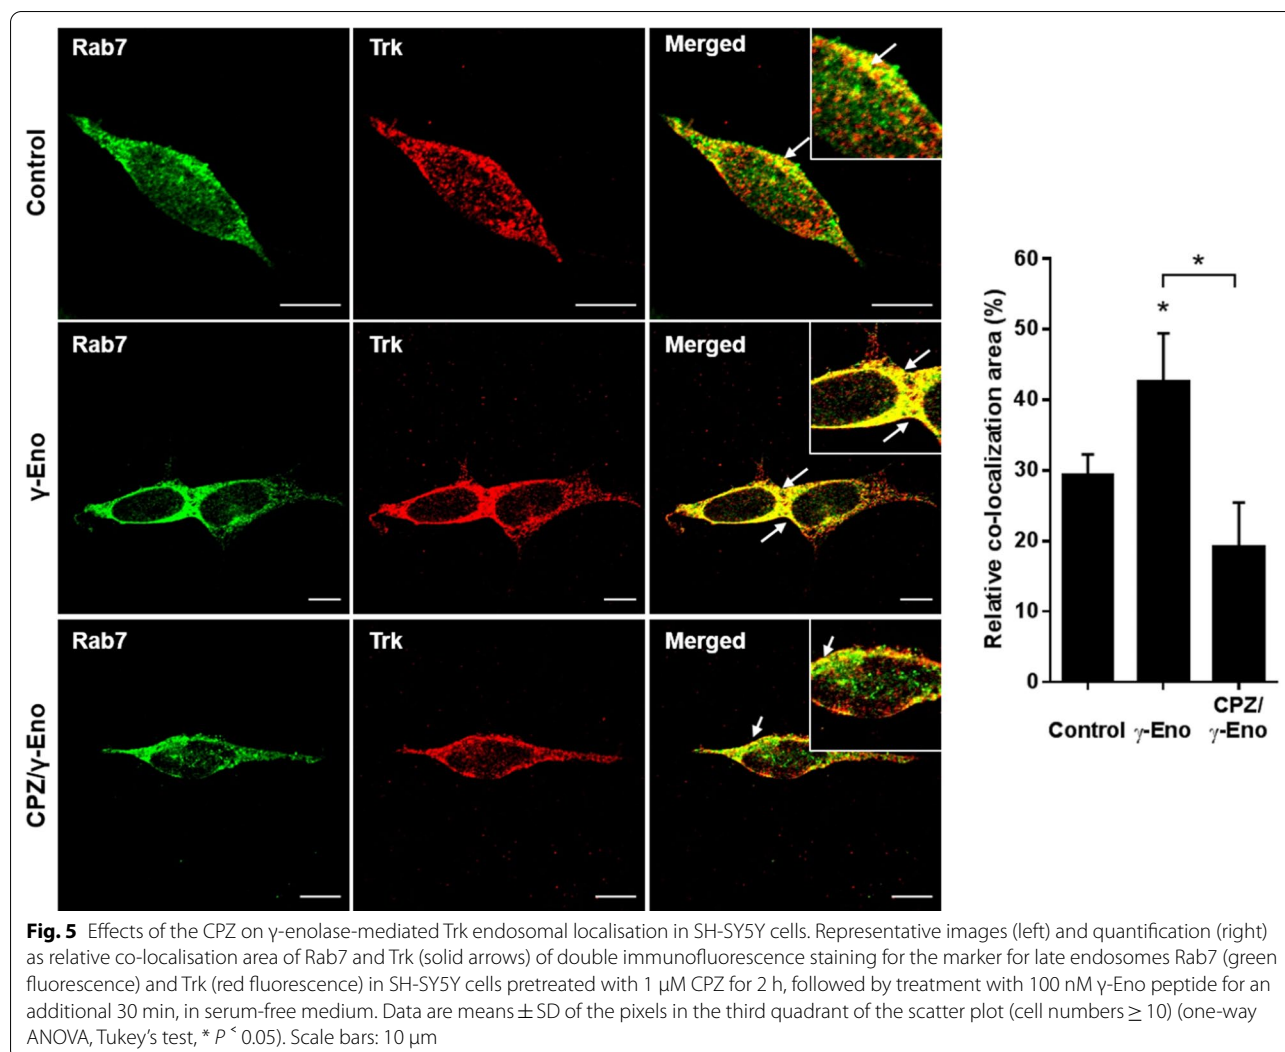 Control
Rab7
Trk
Merged
γ-Eno
Rab7
Trk
Merged
CPZ/γ-Eno
Rab7
Trk
Merged
Relative co-localization area (%)
60
50
40
30
20
10
0
*
*
Control γ-Eno CPZ/
γ-Eno
Fig. 5 Effects of the CPZ on γ-enolase-mediated Trk endosomal localisation in SH-SY5Y cells. Representative images (left) and quantification (right)
as relative co-localisation area of Rab7 and Trk (solid arrows) of double immunofluorescence staining for the marker for late endosomes Rab7 (green
fluorescence) and Trk (red fluorescence) in SH-SY5Y cells pretreated with 1 μM CPZ for 2 h, followed by treatment with 100 nM γ-Eno peptide for an
additional 30 min, in serum-free medium. Data are means ± SD of the pixels in the third quadrant of the scatter plot (cell numbers ≥ 10) (one-way
ANOVA, Tukey's test, * P < 0.05). Scale bars: 10 μm